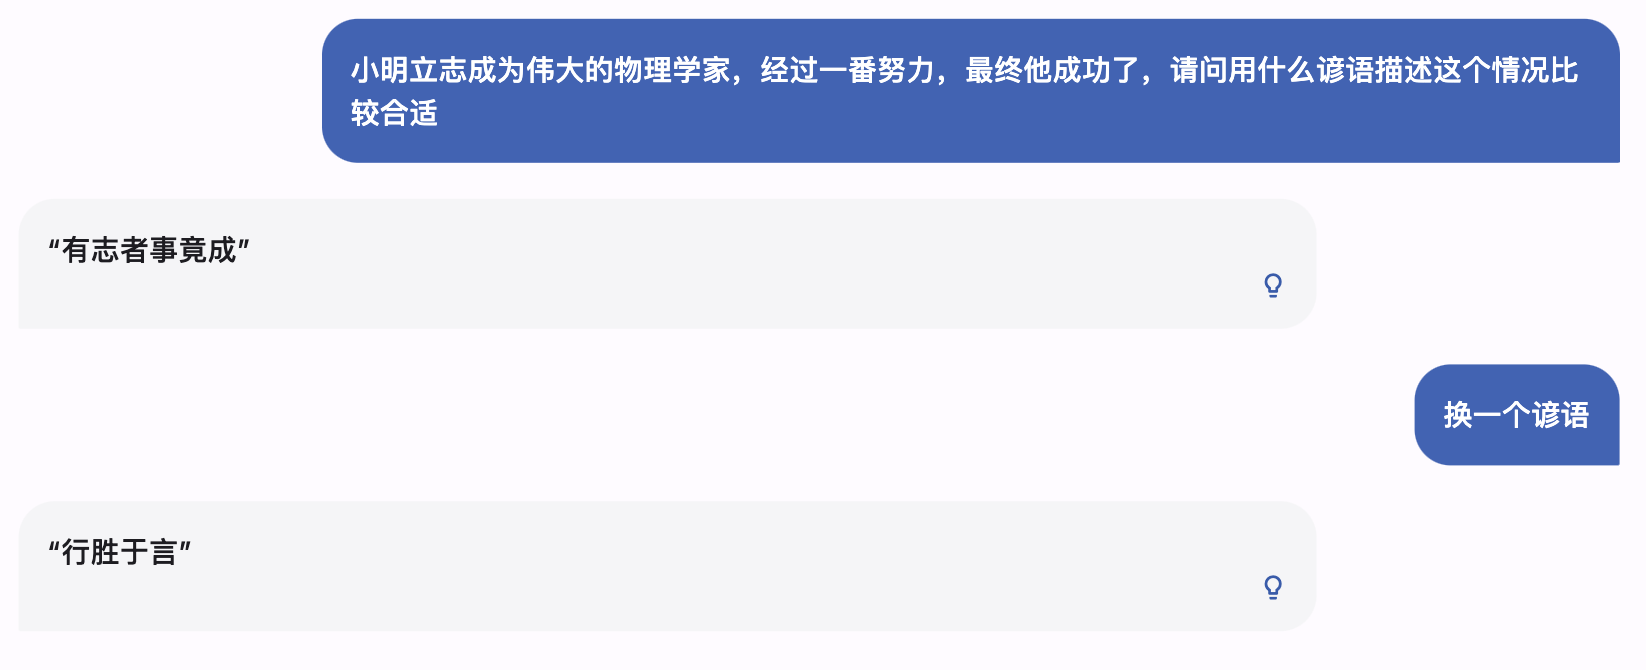 小明立志成为伟大的物理学家，经过一番努力，最终他成功了，请问用什么谚语描述这个情况比
较合适
“有志者事竟成”
换一个谚语
“行胜于言”